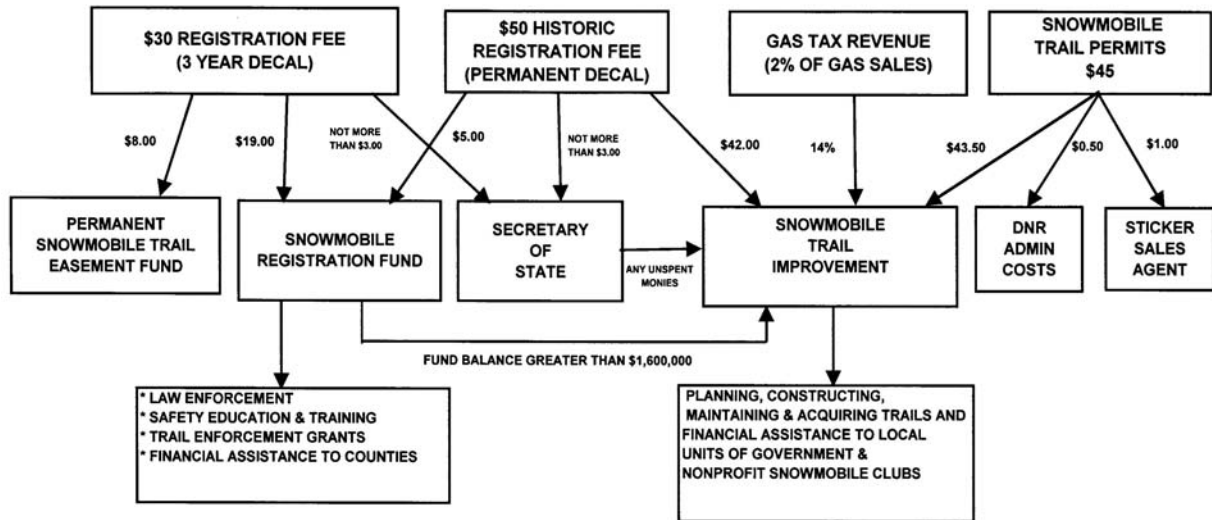 $30 REGISTRATION FEE
(3 YEAR DECAL)
$50 HISTORIC
REGISTRATION FEE
(PERMANENT DECAL)
GAS TAX REVENUE
(2% OF GAS SALES)
SNOWMOBILE
TRAIL PERMITS
$45
$8.00
$19.00
NOT MORE
THAN $3.00
$5.00
NOT MORE
THAN $3.00
$42.00
14%
$43.50
$0.50
$1.00
PERMANENT
SNOWMOBILE TRAIL
EASEMENT FUND
SNOWMOBILE
REGISTRATION FUND
SECRETARY
OF
STATE
ANY UNSPENT
MONIES
SNOWMOBILE
TRAIL
IMPROVEMENT
DNR
ADMIN
COSTS
STICKER
SALES
AGENT
FUND BALANCE GREATER THAN $1,600,000
* LAW ENFORCEMENT
* SAFETY EDUCATION & TRAINING
* TRAIL ENFORCEMENT GRANTS
* FINANCIAL ASSISTANCE TO COUNTIES
PLANNING, CONSTRUCTING,
MAINTAINING & ACQUIRING TRAILS AND
FINANCIAL ASSISTANCE TO LOCAL
UNITS OF GOVERNMENT &
NONPROFIT SNOWMOBILE CLUBS